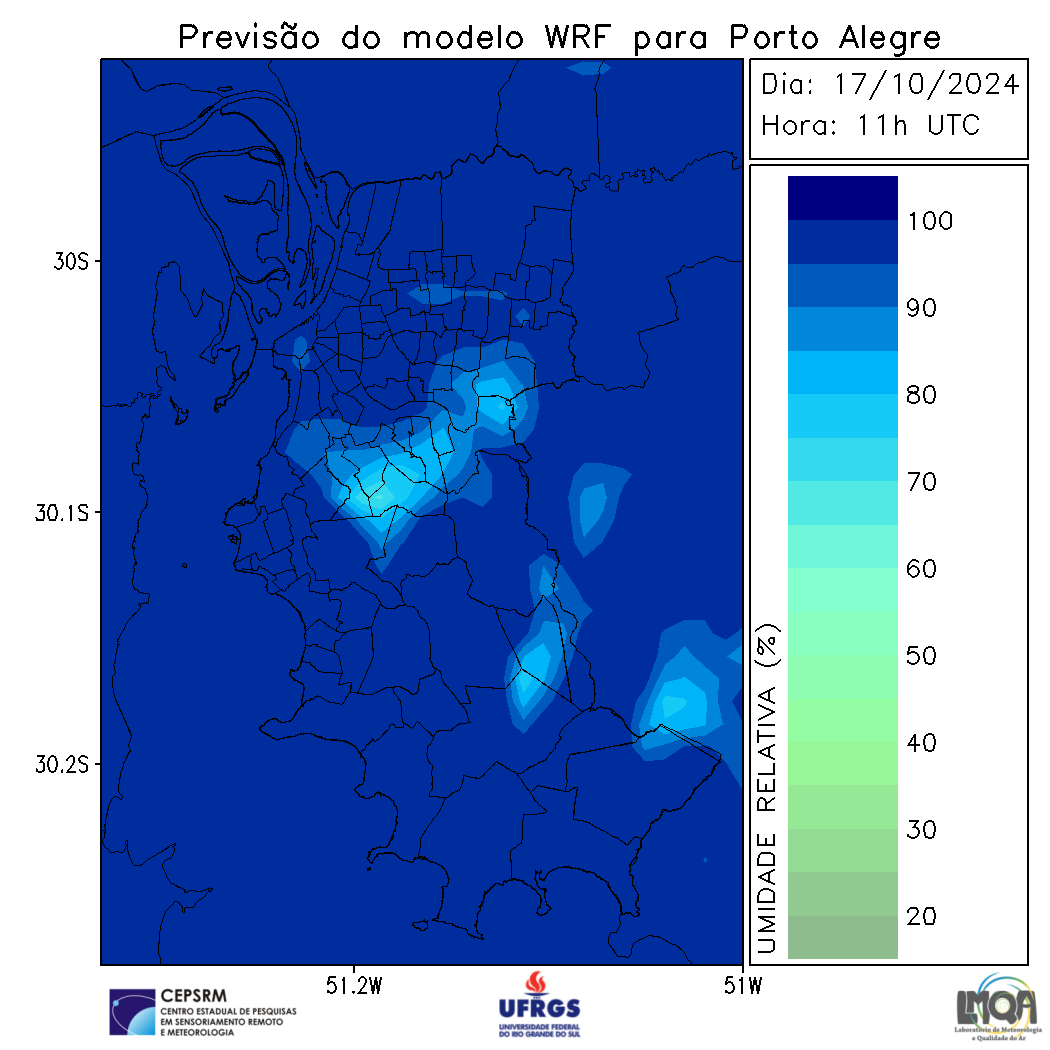 Previsão do modelo WRF para Porto Alegre
Dia: 17/10/2024
Hora: 11h UTC
30S
30.1S
30.2S
51.2W
51W
UMIDADE RELATIVA (%)
100
90
80
70
60
50
40
30
20
CEPSRM
CENTRO ESTADUAL DE PESQUISAS
EM SENSORIAMENTO REMOTO
E METEOROLOGIA
UFRGS
UNIVERSIDADE FEDERAL
DO RIO GRANDE DO SUL
LMQA
Laboratório de Meteorologia
e Qualidade do Ar